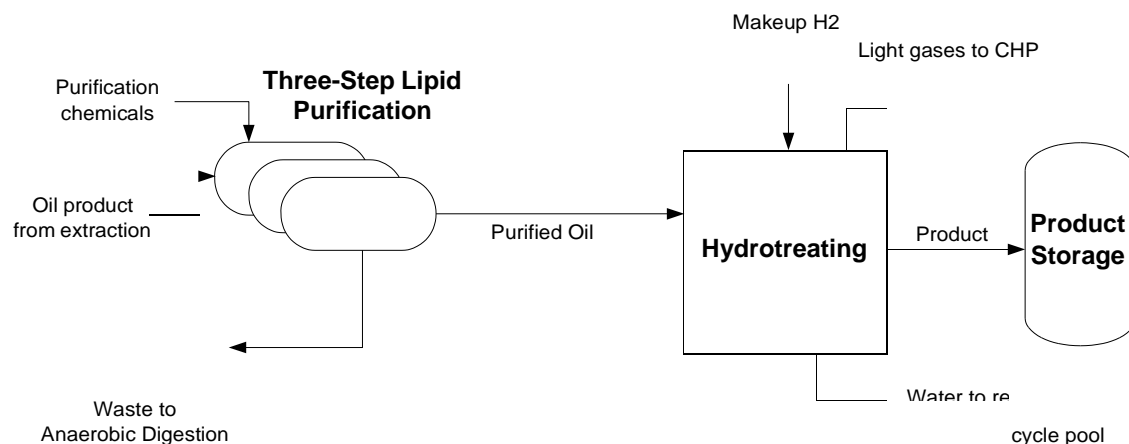 Makeup H2
Light gases to CHP
Three-Step Lipid
Purification
Purification
chemicals
Oil product
from extraction
Purified Oil
Hydrotreating
Product
Product
Storage
Water to re
cycle pool
Waste to
Anaerobic Digestion